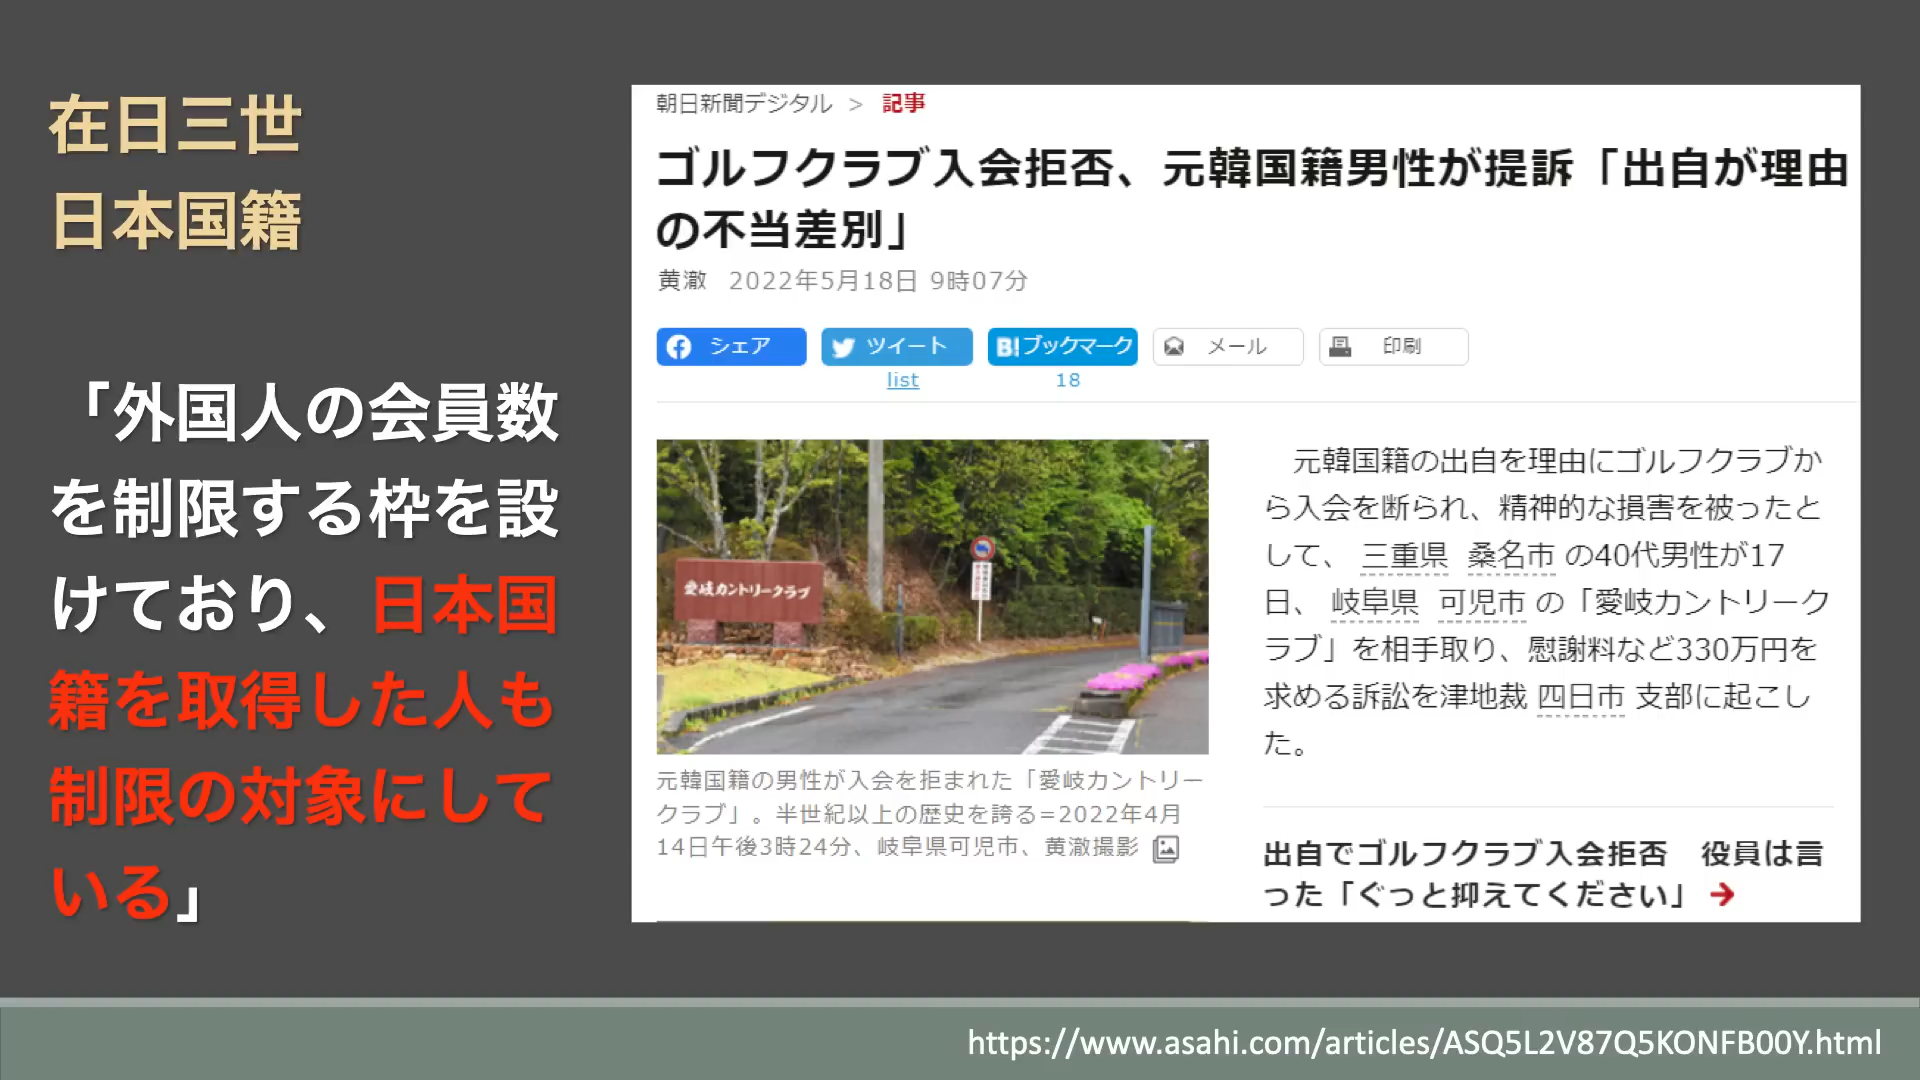 在日三世
日本国籍
「外国人の会員数
を制限する枠を設
けており、日本国
籍を取得した人も
制限の対象にして
いる」
朝日新聞デジタル > 記事
ゴルフクラブ入会拒否、元韓国籍男性が提訴「出自が理由
の不当差別」
黄澈 2022年5月18日 9時07分
シェア
ツイート
B!ブックマーク
メール
印刷
list
18
愛岐カントリークラブ
元韓国籍の男性が入会を拒まれた「愛岐カントリー
クラブ」。半世紀以上の歴史を誇る=2022年4月
14日午後3時24分、岐阜県可児市、黄澈撮影
元韓国籍の出自を理由にゴルフクラブか
ら入会を断られ、精神的な損害を被ったと
して、 三重県 桑名市 の40代男性が17
日、 岐阜県 可児市 の「愛岐カントリーク
ラブ」を相手取り、慰謝料など330万円を
求める訴訟を津地裁 四日市 支部に起こし
た。
出自でゴルフクラブ入会拒否 役員は言
った「ぐっと抑えてください」 →
https://www.asahi.com/articles/ASQ5L2V87Q5KONFB00Y.html